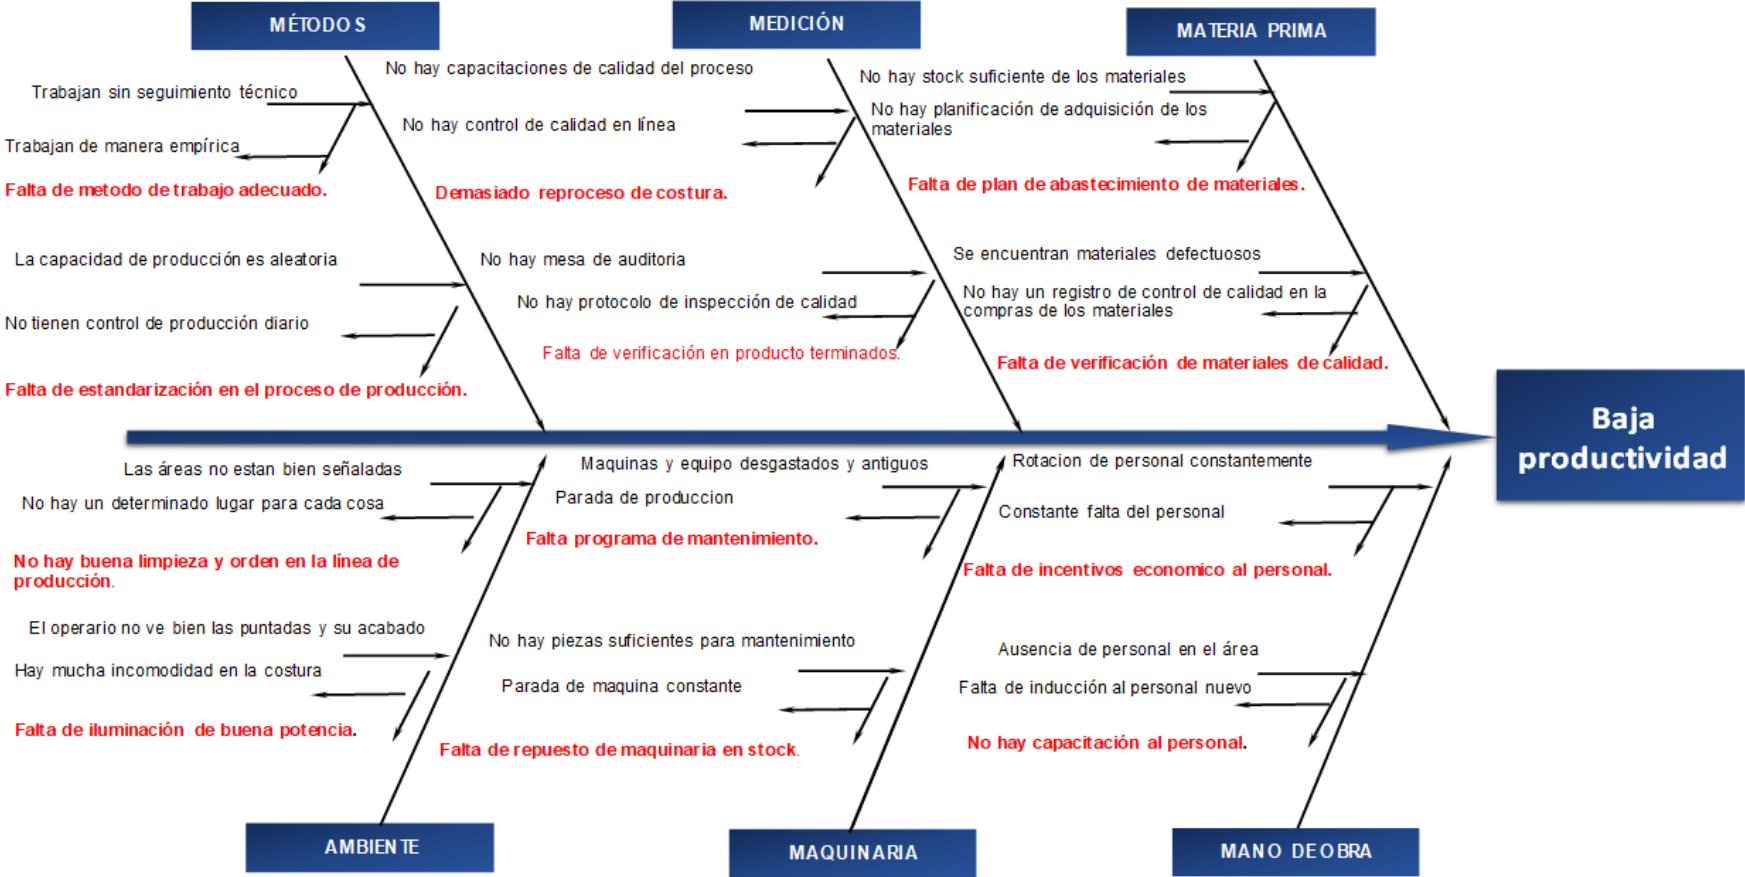 MÉTODOS
Trabajan sin seguimiento técnico
Trabajan de manera empírica
Falta de metodo de trabajo adecuado.
La capacidad de producción es aleatoria
No tienen control de producción diario
Falta de estandarización en el proceso de producción.
MEDICIÓN
No hay capacitaciones de calidad del proceso
No hay control de calidad en línea
Demasiado reproceso de costura.
No hay mesa de auditoria
No hay protocolo de inspección de calidad
Falta de verificación en producto terminados.
MATERIA PRIMA
No hay stock suficiente de los materiales
No hay planificación de adquisición de los
materiales
Falta de plan de abastecimiento de materiales.
Se encuentran materiales defectuosos
No hay un registro de control de calidad en la
compras de los materiales
Falta de verificación de materiales de calidad.
Baja
productividad
Las áreas no estan bien señaladas
No hay un determinado lugar para cada cosa
No hay buena limpieza y orden en la línea de
producción.
El operario no ve bien las puntadas y su acabado
Hay mucha incomodidad en la costura
Falta de iluminación de buena potencia.
AMBIENTE
Maquinas y equipo desgastados y antiguos
Parada de produccion
Falta programa de mantenimiento.
No hay piezas suficientes para mantenimiento
Parada de maquina constante
Falta de repuesto de maquinaria en stock.
MAQUINARIA
Rotacion de personal constantemente
Constante falta del personal
Falta de incentivos economico al personal.
Ausencia de personal en el área
Falta de inducción al personal nuevo
No hay capacitación al personal.
MANO DE OBRA